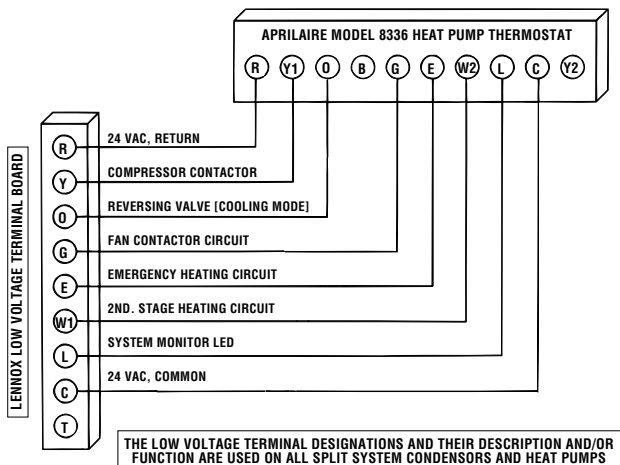 APRILAIRE MODEL 8336 HEAT PUMP THERMOSTAT
R Y1 O B G E W2 L C Y2
LENNOX LOW VOLTAGE TERMINAL BOARD
R 24 VAC, RETURN
Y COMPRESSOR CONTACTOR
O REVERSING VALVE [COOLING MODE]
G FAN CONTACTOR CIRCUIT
E EMERGENCY HEATING CIRCUIT
W1 2ND. STAGE HEATING CIRCUIT
L SYSTEM MONITOR LED
C 24 VAC, COMMON
T
THE LOW VOLTAGE TERMINAL DESIGNATIONS AND THEIR DESCRIPTION AND/OR
FUNCTION ARE USED ON ALL SPLIT SYSTEM CONDENSORS AND HEAT PUMPS